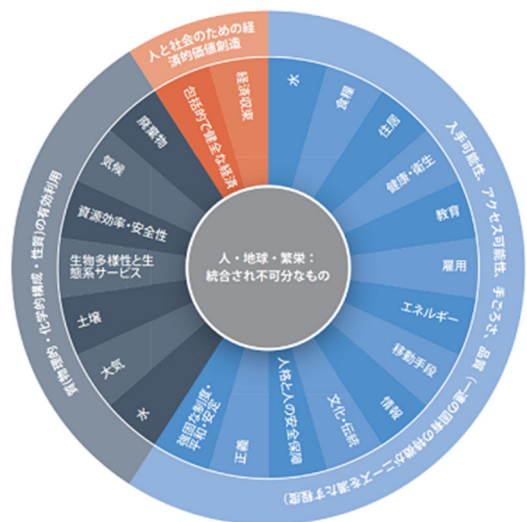 人と社会のための経
済的価値創造
入手可能性、アクセス可能性、手ごろさ、品質（一連の固有の特徴がニーズを満たす程度）
質(物理的・化学的構成・性質)の有効利用
水
食糧
住居
健康・衛生
教育
雇用
エネルギー
移動手段
情報
文化・伝統
人格と人の安全保障
正義
強固な制度・
平和・安定
水
大気
土壌
生物多様性と生
態系サービス
資源効率・安全性
気候
廃棄物
包括的で健全な経済
経済収束
人・地球・繁栄：
統合され不可分なもの